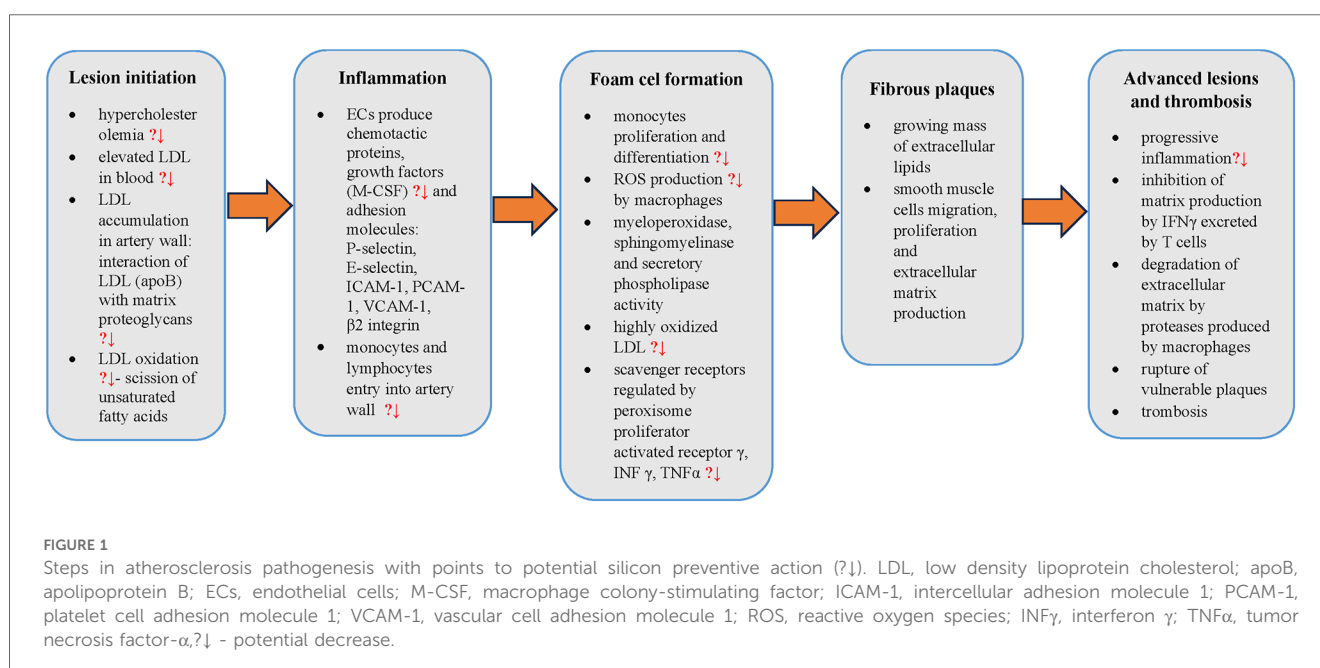 Lesion initiation
• hypercholester
olemia ?↓
• elevated LDL
in blood ?↓
• LDL
accumulation
in artery wall:
interaction of
LDL (apoB)
with matrix
proteoglycans
?↓
• LDL oxidation
?↓- scission of
unsaturated
fatty acids
Inflammation
• ECs produce
chemotactic
proteins,
growth factors
(M-CSF) ?↓ and
adhesion
molecules:
P-selectin,
E-selectin,
ICAM-1, PCAM-
1, VCAM-1,
β2 integrin
• monocytes and
lymphocytes
entry into artery
wall ?↓
Foam cel formation
• monocytes
proliferation and
differentiation ?↓
• ROS production ?↓
by macrophages
• myeloperoxidase,
sphingomyelinase
and secretory
phospholipase
activity
• highly oxidized
LDL ?↓
• scavenger receptors
regulated by
peroxisome
proliferator
activated receptor γ,
INF γ, TNFα ?↓
Fibrous plaques
• growing mass
of extracellular
lipids
• smooth muscle
cells migration,
proliferation
and
extracellular
matrix
production
Advanced lesions
and thrombosis
• progressive
inflammation?↓
• inhibition of
matrix production
by IFNγ excreted
by T cells
• degradation of
extracellular
matrix by
proteases produced
by macrophages
• rupture of
vulnerable plaques
• trombosis
FIGURE 1
Steps in atherosclerosis pathogenesis with points to potential silicon preventive action (?↓). LDL, low density lipoprotein cholesterol; apoB,
apolipoprotein B; ECs, endothelial cells; M-CSF, macrophage colony-stimulating factor; ICAM-1, intercellular adhesion molecule 1; PCAM-1,
platelet cell adhesion molecule 1; VCAM-1, vascular cell adhesion molecule 1; ROS, reactive oxygen species; INFγ, interferon γ; TNFα, tumor
necrosis factor-α,?↓ - potential decrease.